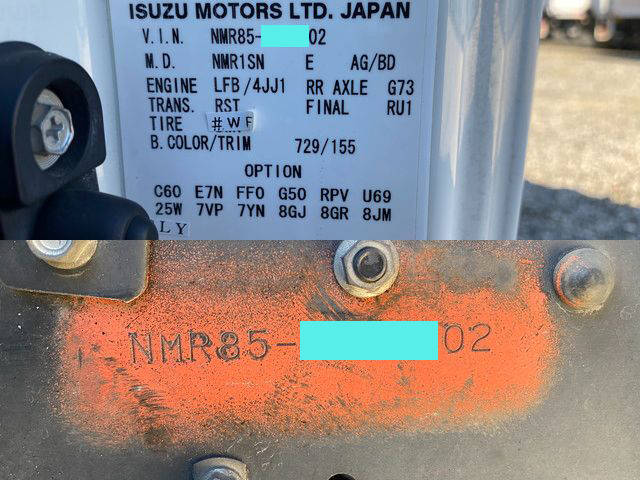 ISUZU MOTORS LTD. JAPAN
V.I.N. NMR85- 02
M.D. NMR1SN E AG/BD
ENGINE LFB/4JJ1 RR AXLE G73
TRANS. RST FINAL RU1
TIRE #WF
B.COLOR/TRIM 729/155
OPTION
C60 E7N FF0 G50 RPV U69
25W 7VP 7YN 8GJ 8GR 8JM
LY
NMR85- 02